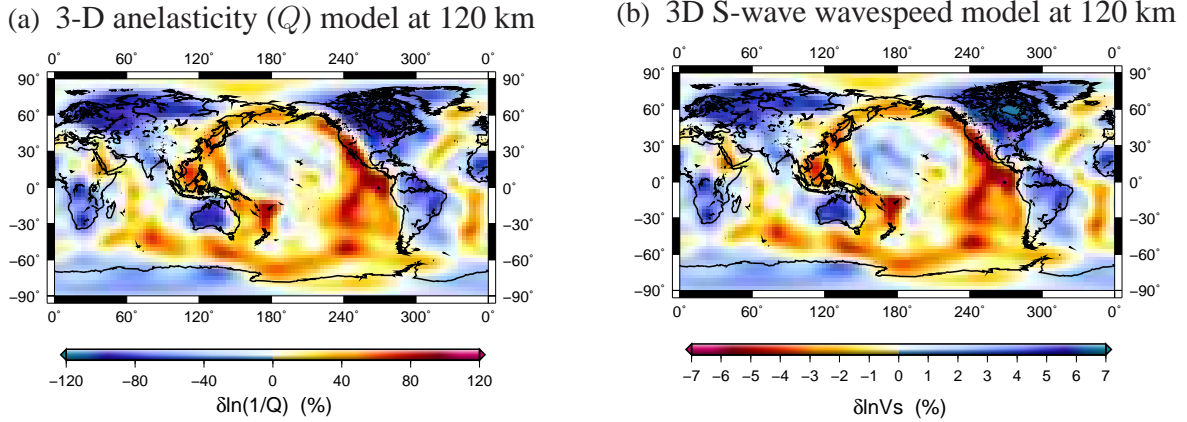 (a) 3-D anelasticity (Q) model at 120 km
0˚ 60˚ 120˚ 180˚ 240˚ 300˚ 0˚
90˚ 90˚
60˚ 60˚
30˚ 30˚
0˚ 0˚
−30˚ −30˚
−60˚ −60˚
−90˚ −90˚
0˚ 60˚ 120˚ 180˚ 240˚ 300˚ 0˚
−120 −80 −40 0 40 80 120
δln(1/Q) (%)
(b) 3D S-wave wavespeed model at 120 km
0˚ 60˚ 120˚ 180˚ 240˚ 300˚ 0˚
90˚ 90˚
60˚ 60˚
30˚ 30˚
0˚ 0˚
−30˚ −30˚
−60˚ −60˚
−90˚ −90˚
0˚ 60˚ 120˚ 180˚ 240˚ 300˚ 0˚
−7 −6 −5 −4 −3 −2 −1 0 1 2 3 4 5 6 7
δlnVs (%)